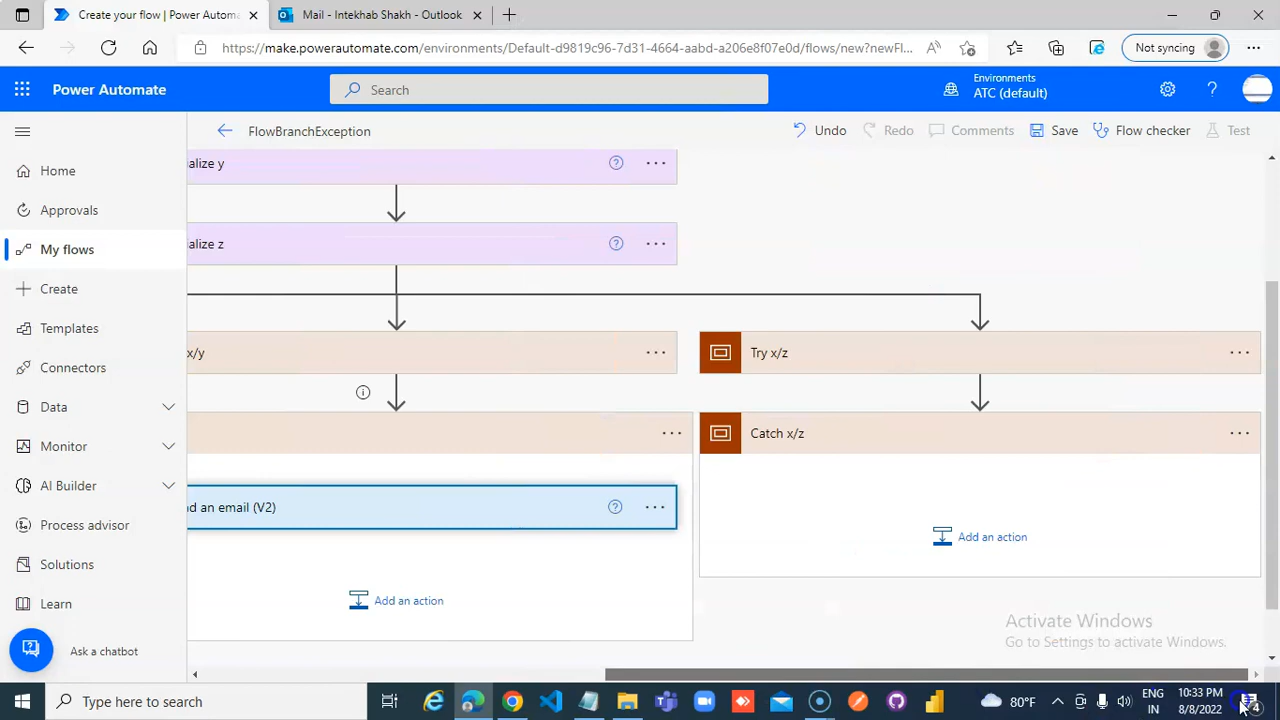 Create your flow | Power Automa
Mail - Intekhab Shakh - Outlook
https://make.powerautomate.com/environments/Default-d9819c96-7d31-4664-aabd-a206e8f7e0d/flows/new?newFl...
Not syncing
Power Automate
Search
Environments
ATC (default)
FlowBranchException
Undo
Redo
Comments
Save
Flow checker
Test
Home
Approvals
My flows
Create
Templates
Connectors
Data
Monitor
AI Builder
Process advisor
Solutions
Learn
Ask a chatbot
alize y
alize z
x/y
Try x/z
Catch x/z
nd an email (V2)
Add an action
Add an action
Activate Windows
Go to Settings to activate Windows.
Type here to search
80°F
ENG
IN
10:33 PM
8/8/2022
4